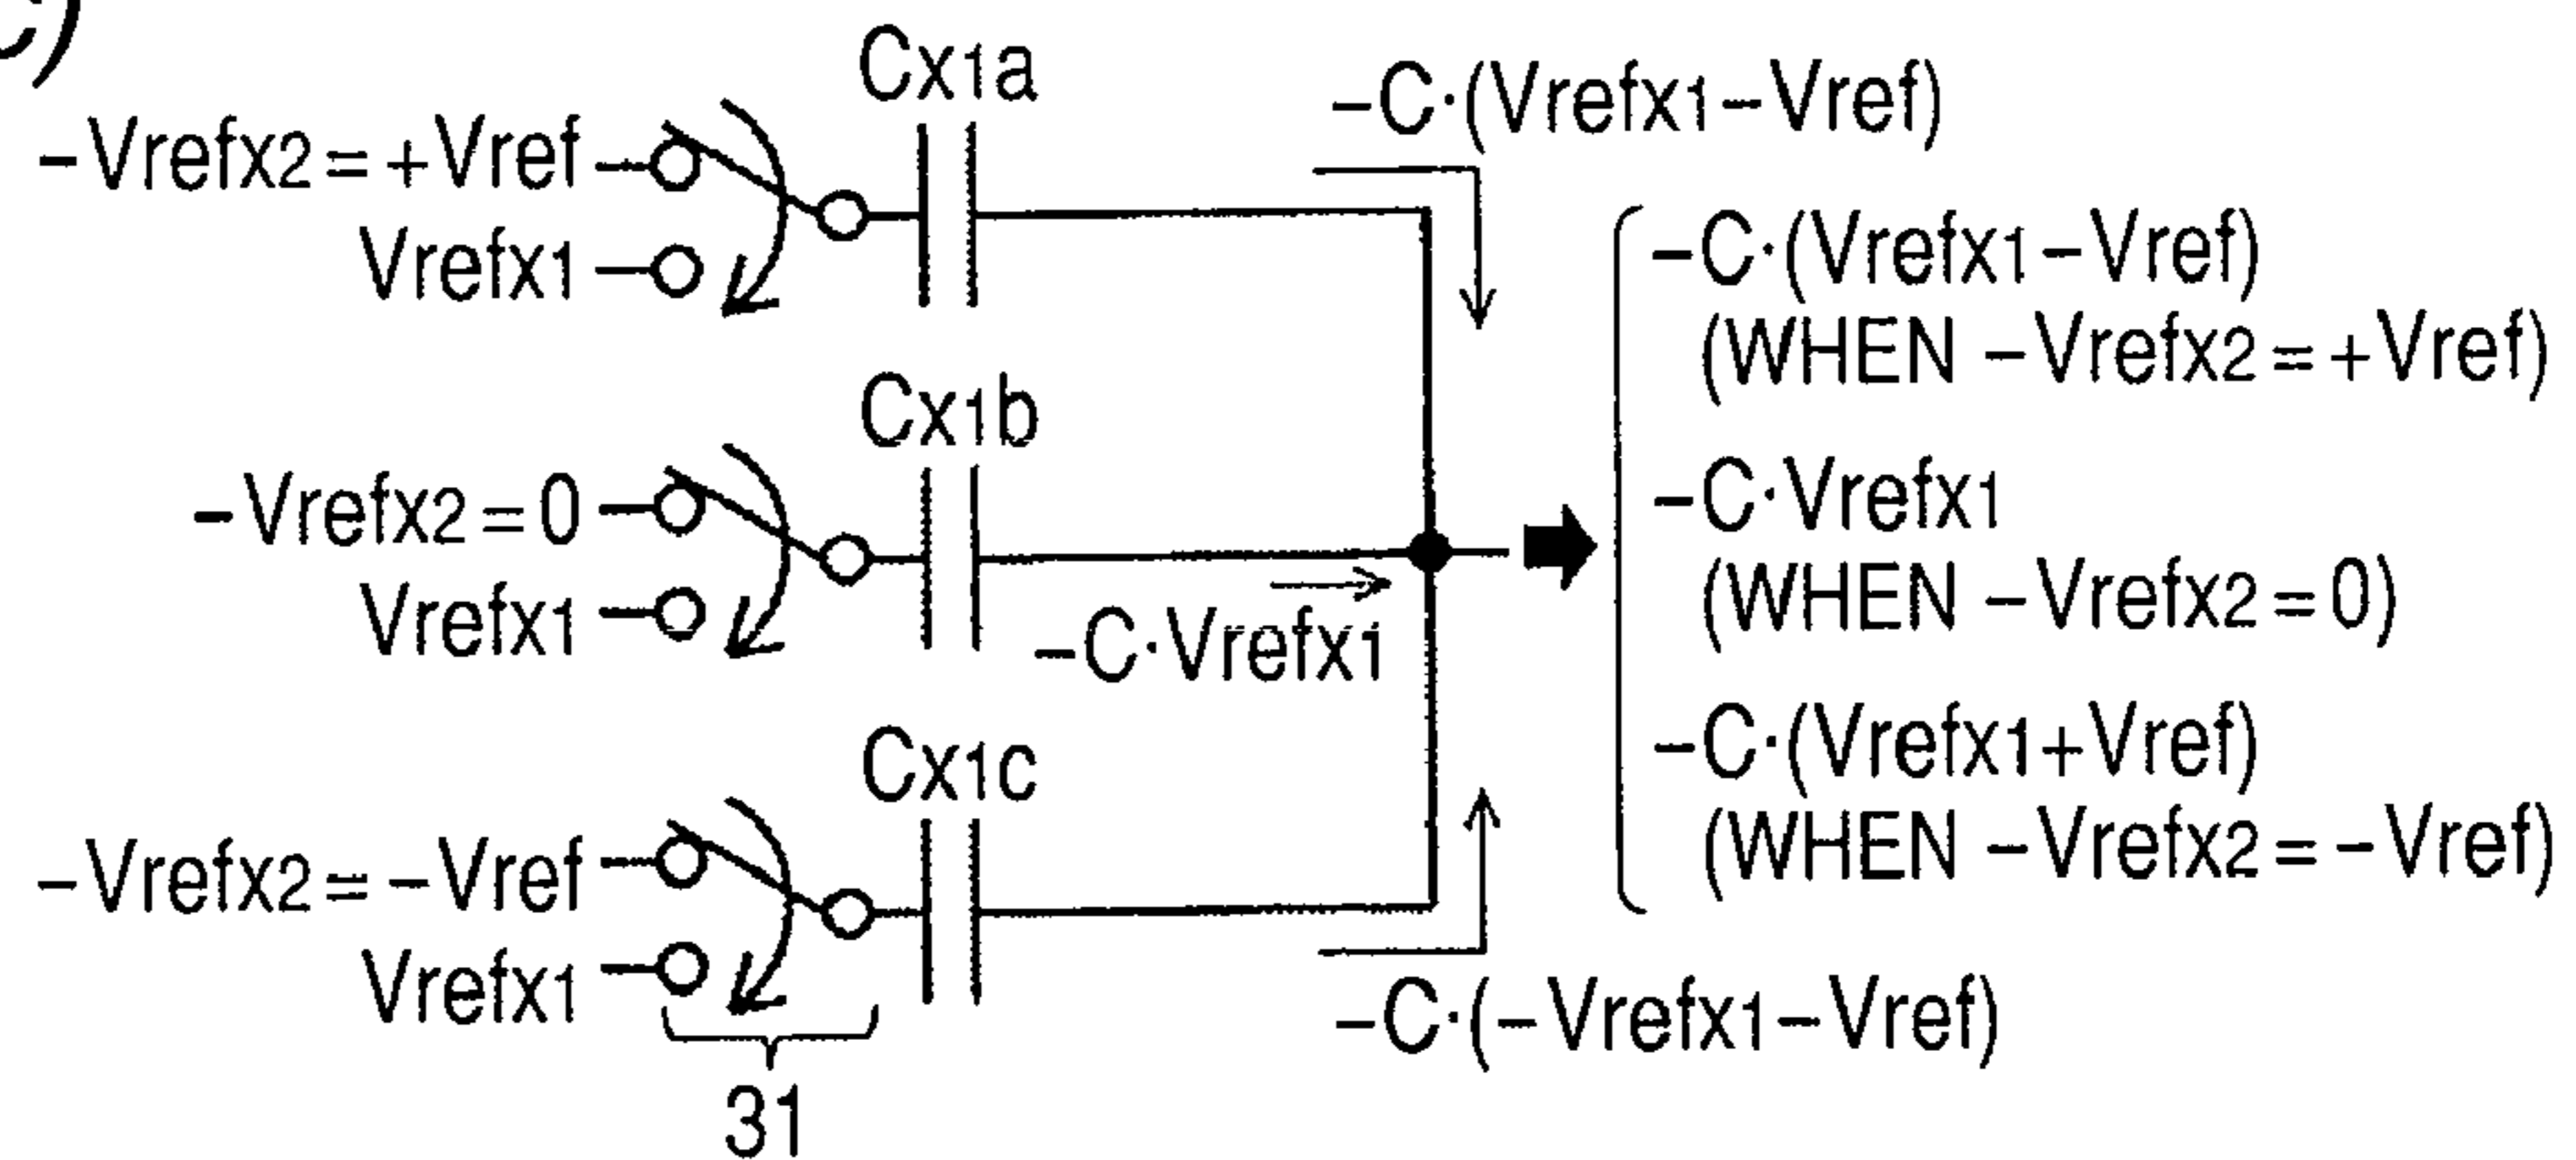 C)
Cx1a
-C·(Vrefx1-Vref)
-Vrefx2=+Vref
Vrefx1
Cx1b
-Vrefx2=0
Vrefx1
-C·Vrefx1
Cx1c
-Vrefx2=-Vref
Vrefx1
-C·(-Vrefx1-Vref)
31
-C·(Vrefx1-Vref)
(WHEN -Vrefx2=+Vref)
-C·Vrefx1
(WHEN -Vrefx2=0)
-C·(Vrefx1+Vref)
(WHEN -Vrefx2=-Vref)